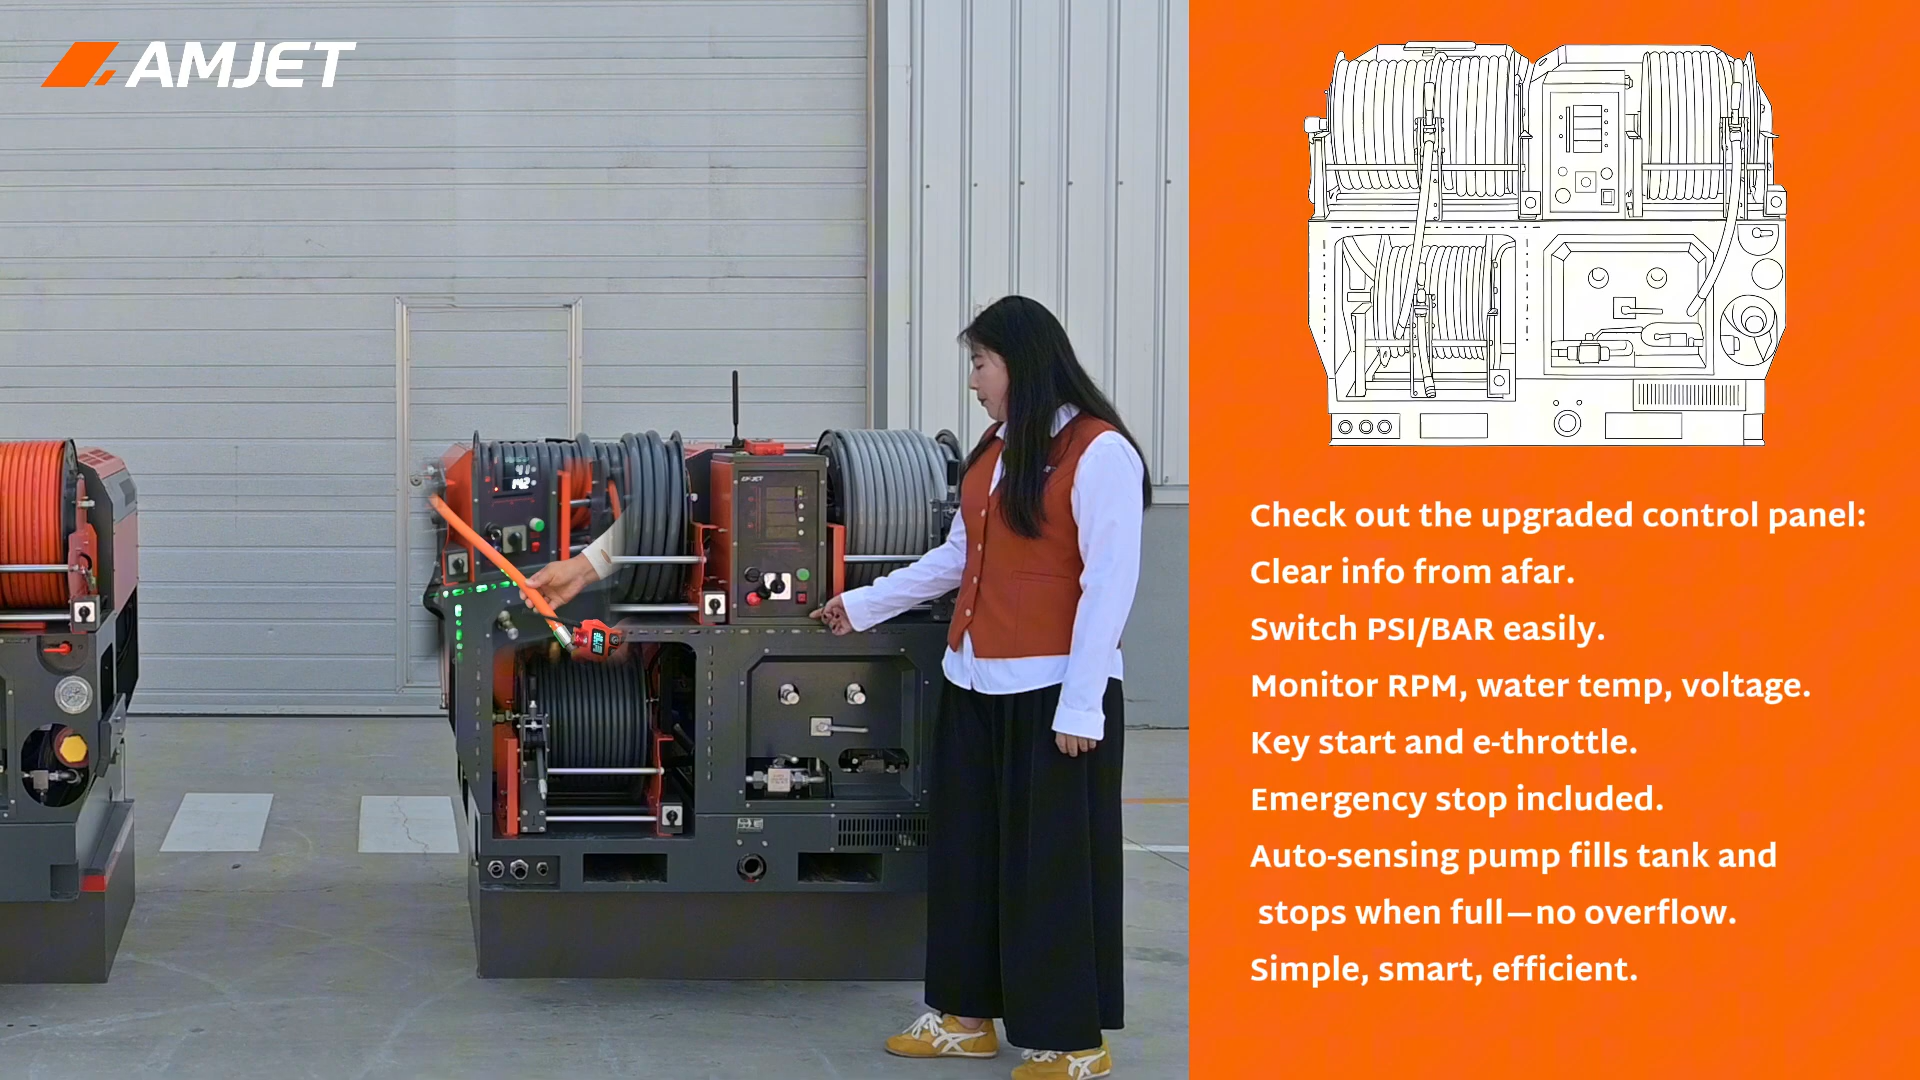 AMJET
Check out the upgraded control panel:
Clear info from afar.
Switch PSI/BAR easily.
Monitor RPM, water temp, voltage.
Key start and e-throttle.
Emergency stop included.
Auto-sensing pump fills tank and
stops when full—no overflow.
Simple, smart, efficient.